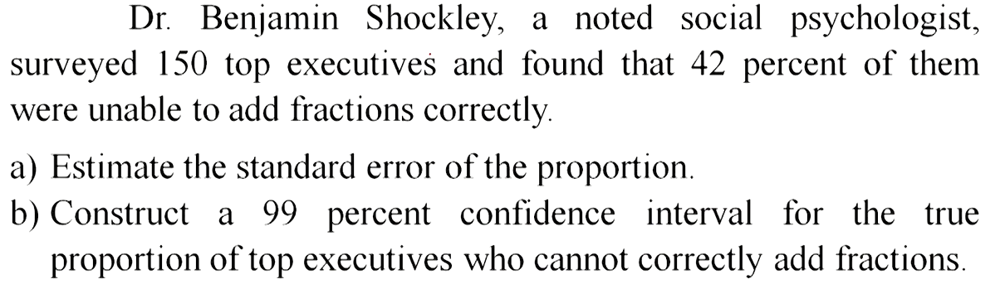 Dr. Benjamin Shockley, a noted social psychologist,
surveyed 150 top executives and found that 42 percent of them
were unable to add fractions correctly.
a) Estimate the standard error of the proportion.
b) Construct a 99 percent confidence interval for the true
proportion of top executives who cannot correctly add fractions.